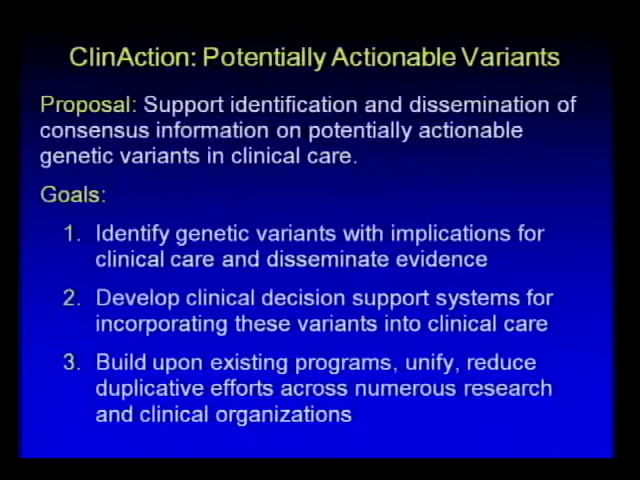 ClinAction: Potentially Actionable Variants
Proposal: Support identification and dissemination of
consensus information on potentially actionable
genetic variants in clinical care.
Goals:
1. Identify genetic variants with implications for
clinical care and disseminate evidence
2. Develop clinical decision support systems for
incorporating these variants into clinical care
3. Build upon existing programs, unify, reduce
duplicative efforts across numerous research
and clinical organizations